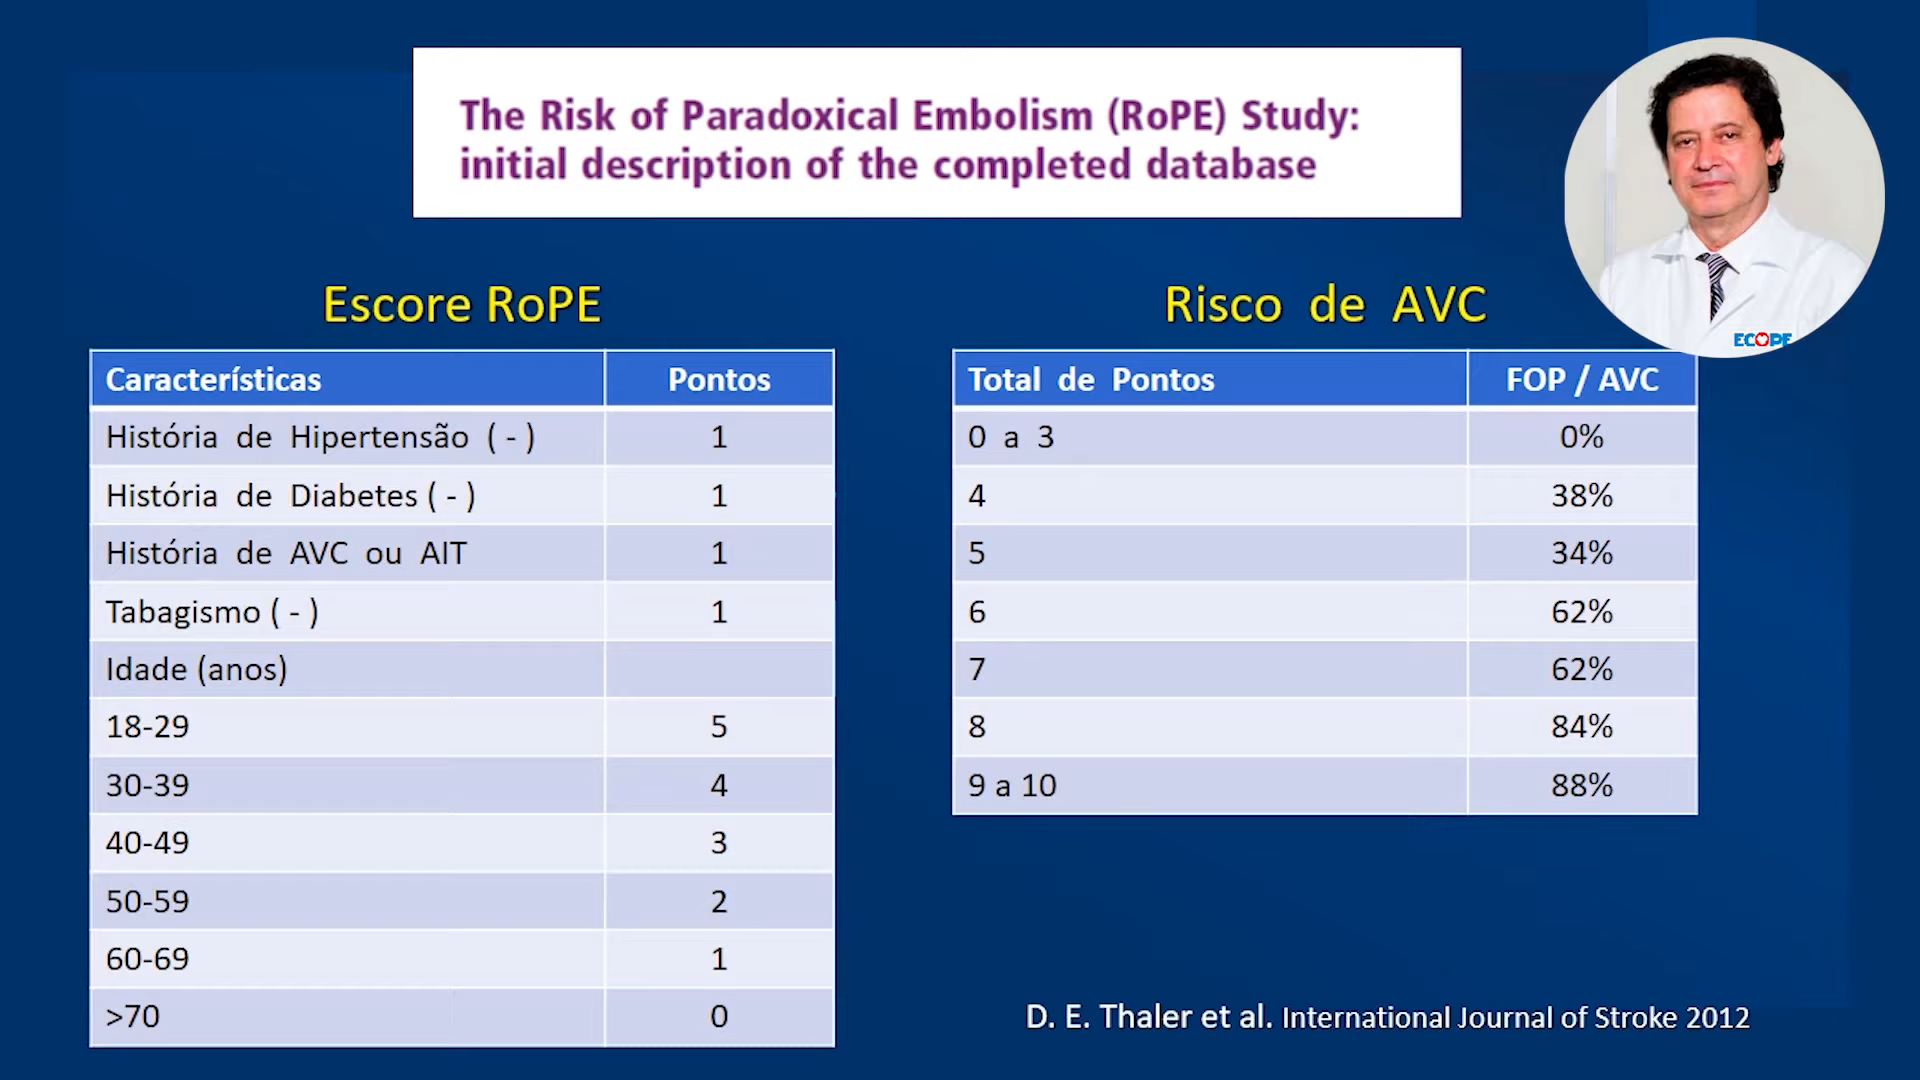 The Risk of Paradoxical Embolism (RoPE) Study:
initial description of the completed database
ECOPE
Escore RoPE
Características Pontos
História de Hipertensão ( - ) 1
História de Diabetes ( - ) 1
História de AVC ou AIT 1
Tabagismo ( - ) 1
Idade (anos)
18-29 5
30-39 4
40-49 3
50-59 2
60-69 1
>70 0
Risco de AVC
Total de Pontos FOP / AVC
0 a 3 0%
4 38%
5 34%
6 62%
7 62%
8 84%
9 a 10 88%
D. E. Thaler et al. International Journal of Stroke 2012